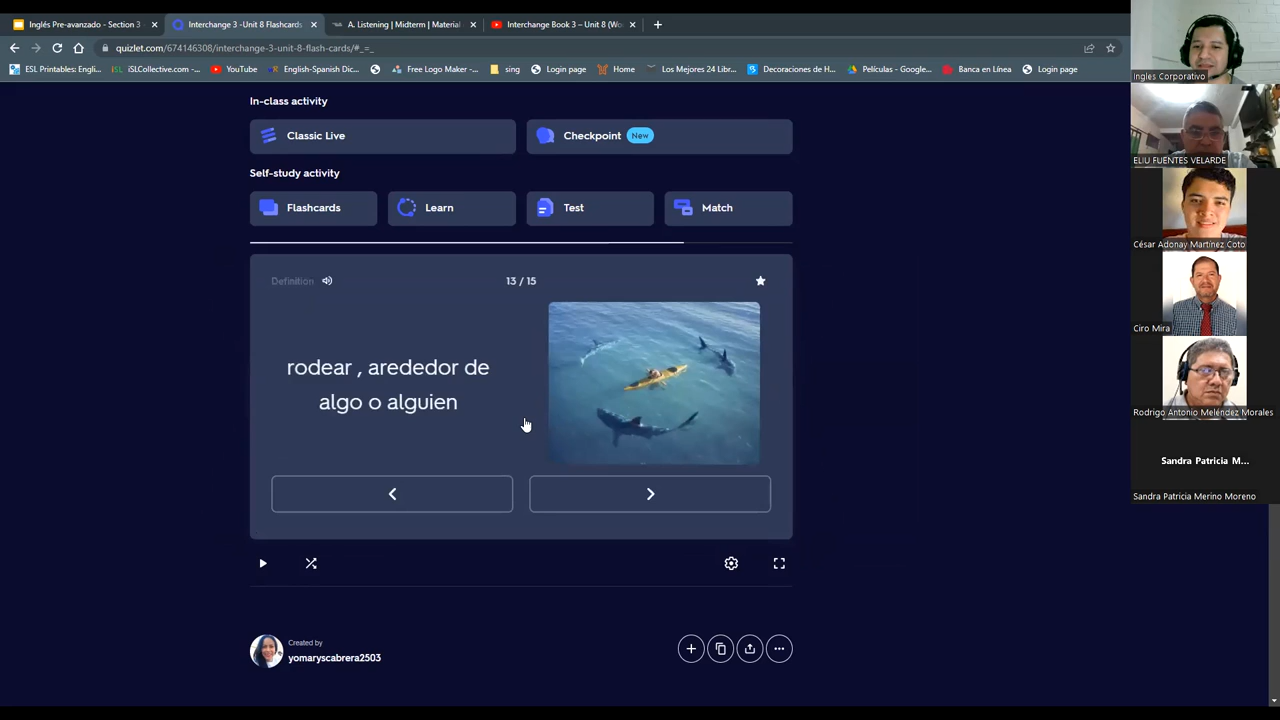 Inglés Pre-avanzado - Section 3
Interchange 3 -Unit 8 Flashcards
A. Listening | Midterm | Material
Interchange Book 3 – Unit 8 (Wo
quizlet.com/674146308/interchange-3-unit-8-flash-cards/#_=_
ESL Printables: Engli...
iSLCollective.com -...
YouTube
English-Spanish Dic...
Free Logo Maker -...
sing
Login page
Home
Los Mejores 24 Libr...
Decoraciones de H...
Películas - Google...
Banca en Línea
Login page
In-class activity
Classic Live
Checkpoint New
Self-study activity
Flashcards
Learn
Test
Match
Definition
13 / 15
rodear , arededor de
algo o alguien
Created by
yomaryscabrera2503
Ingles Corporativo
ELIU FUENTES VELARDE
César Adonay Martínez Coto
Ciro Mira
Rodrigo Antonio Meléndez Morales
Sandra Patricia M...
Sandra Patricia Merino Moreno